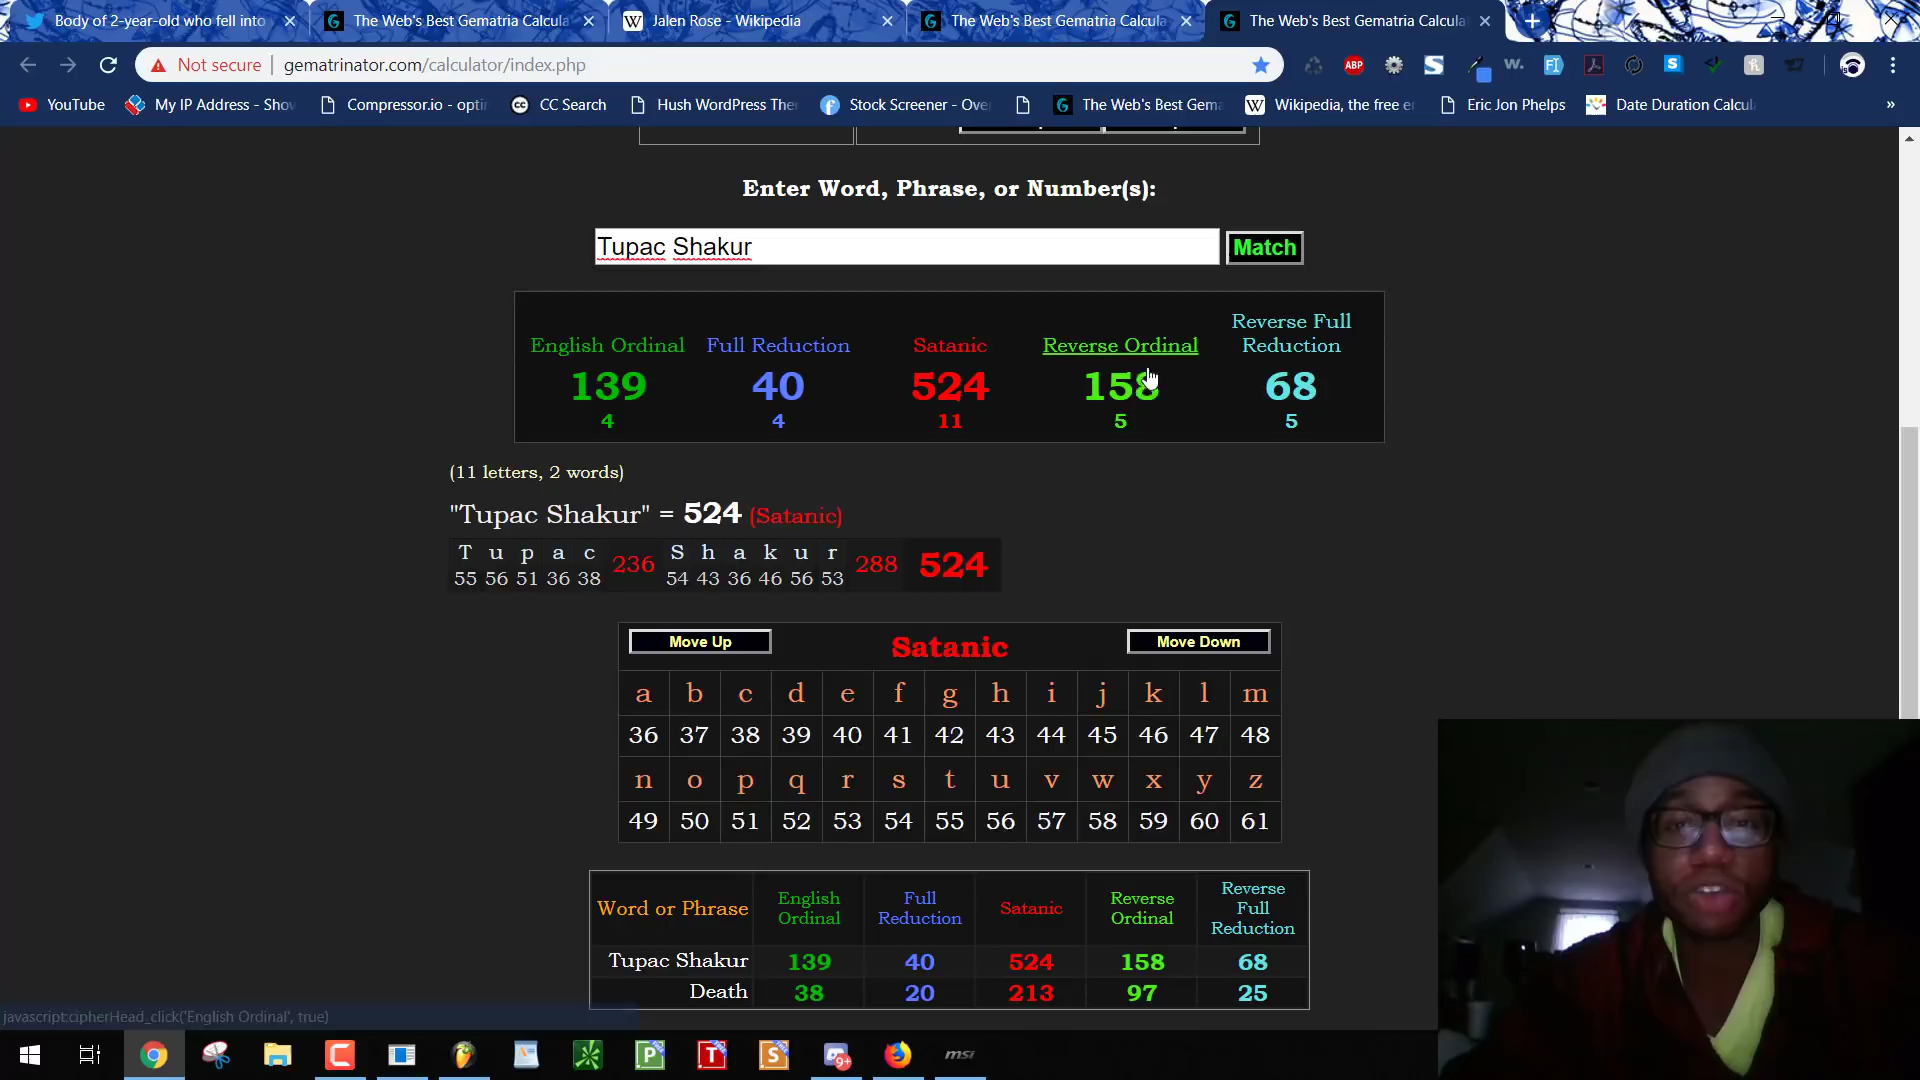 Body of 2-year-old who fell into
The Web's Best Gematria Calcula
Jalen Rose - Wikipedia
The Web's Best Gematria Calcula
The Web's Best Gematria Calcula
Not secure | gematrinator.com/calculator/index.php
ABP
YouTube
My IP Address - Show
Compressor.io - opti
CC Search
Hush WordPress The
Stock Screener - Ove
The Web's Best Gema
Wikipedia, the free e
Eric Jon Phelps
Date Duration Calcu
»
Enter Word, Phrase, or Number(s):
Tupac Shakur
Match
English Ordinal Full Reduction Satanic Reverse Ordinal Reverse Full Reduction
139 40 524 158 68
4 4 11 5 5
(11 letters, 2 words)
"Tupac Shakur" = 524 (Satanic)
T u p a c 236 S h a k u r 288 524
55 56 51 36 38 54 43 36 46 56 53
Move Up Satanic Move Down
a b c d e f g h i j k l m
36 37 38 39 40 41 42 43 44 45 46 47 48
n o p q r s t u v w x y z
49 50 51 52 53 54 55 56 57 58 59 60 61
Word or Phrase English Ordinal Full Reduction Satanic Reverse Ordinal Reverse Full Reduction
Tupac Shakur 139 40 524 158 68
Death 38 20 213 97 25
javascript:cipherHead_click('English Ordinal', true)
P T S 9+ msi